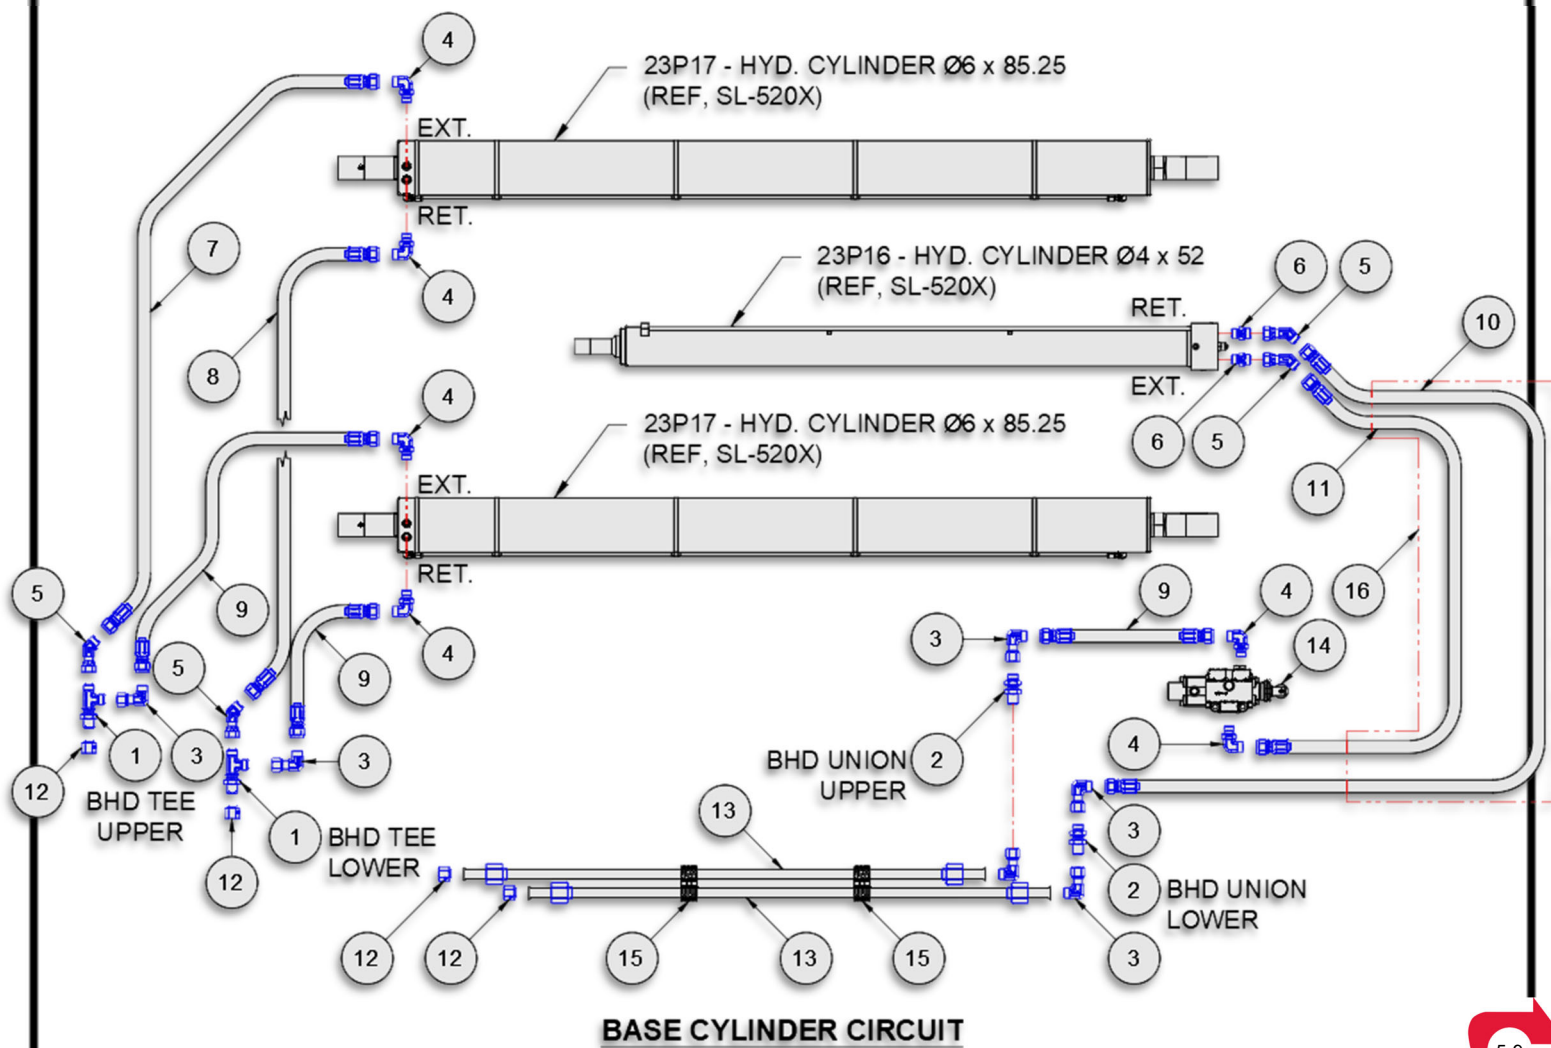 4
23P17 - HYD. CYLINDER Ø6 x 85.25
(REF, SL-520X)
EXT.
RET.
7
4
8
23P16 - HYD. CYLINDER Ø4 x 52
(REF, SL-520X)
RET.
EXT.
6
5
10
6
5
11
4
23P17 - HYD. CYLINDER Ø6 x 85.25
(REF, SL-520X)
EXT.
RET.
5
9
5
9
4
3
9
4
16
14
1
3
3
12
BHD TEE
UPPER
1
BHD TEE
LOWER
12
BHD UNION
UPPER
2
4
3
13
2
BHD UNION
LOWER
12
12
15
13
15
3
BASE CYLINDER CIRCUIT